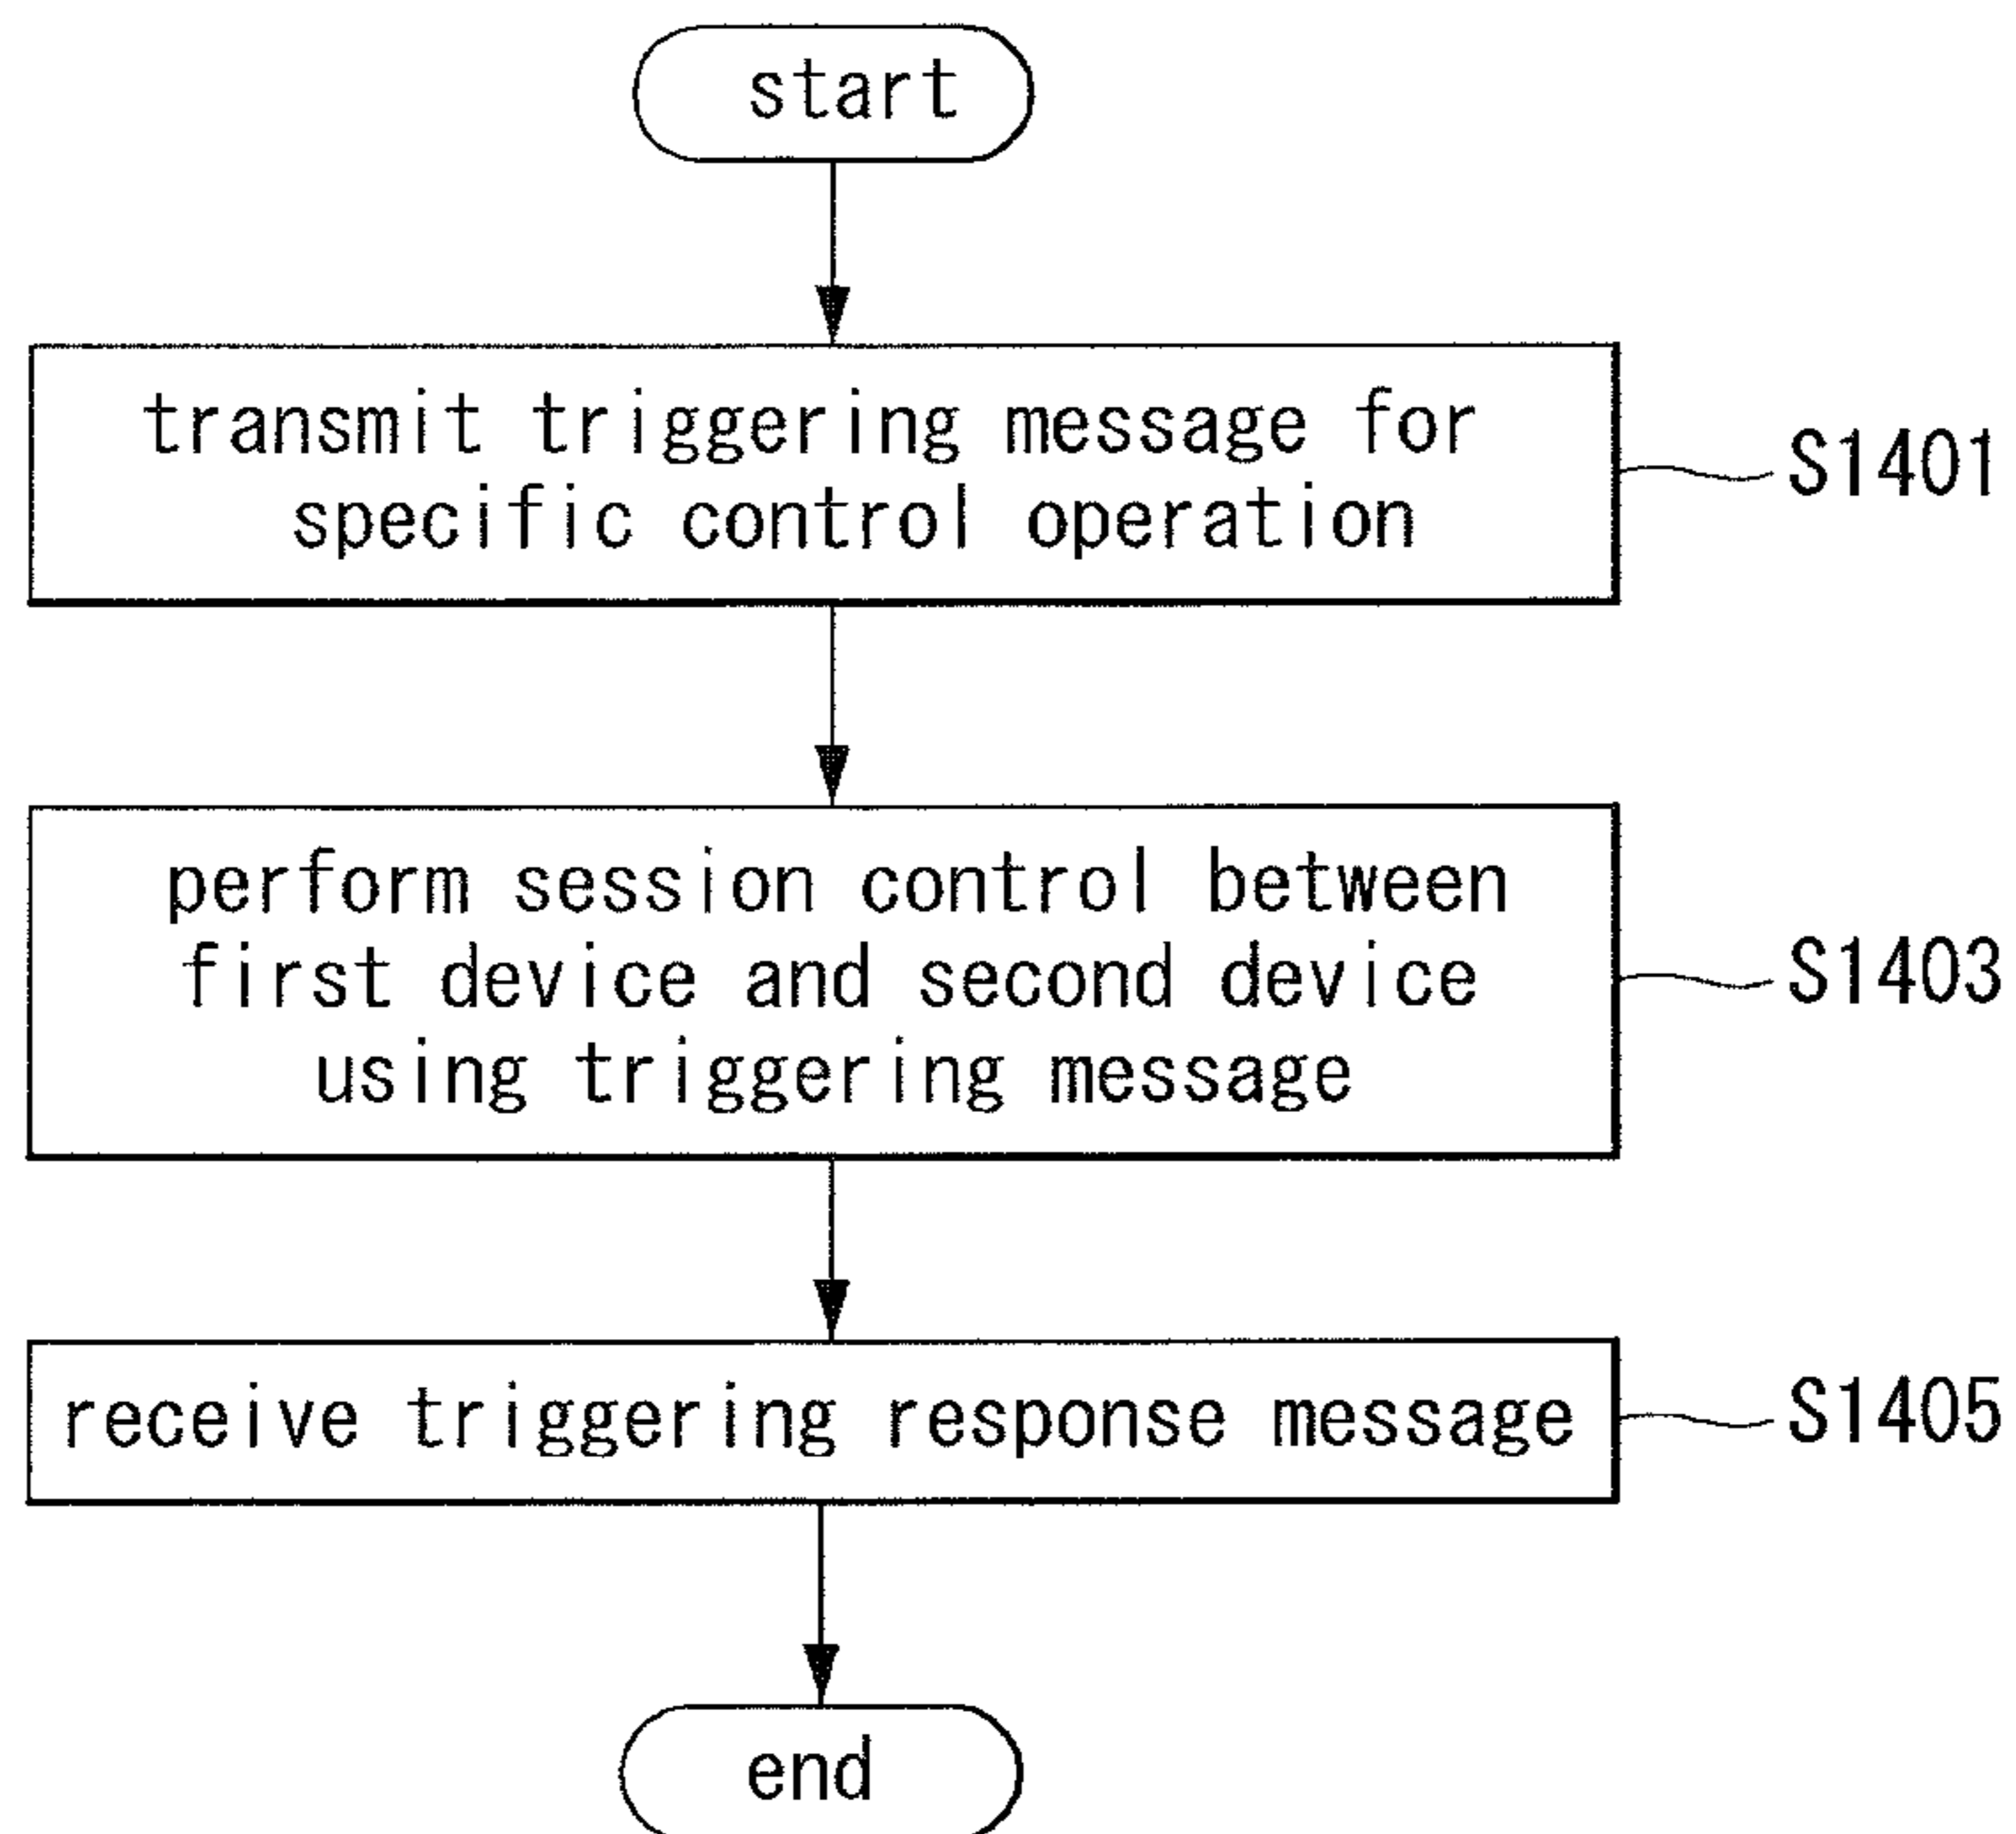 start
transmit triggering message for
specific control operation
S1401
perform session control between
first device and second device
using triggering message
S1403
receive triggering response message
S1405
end